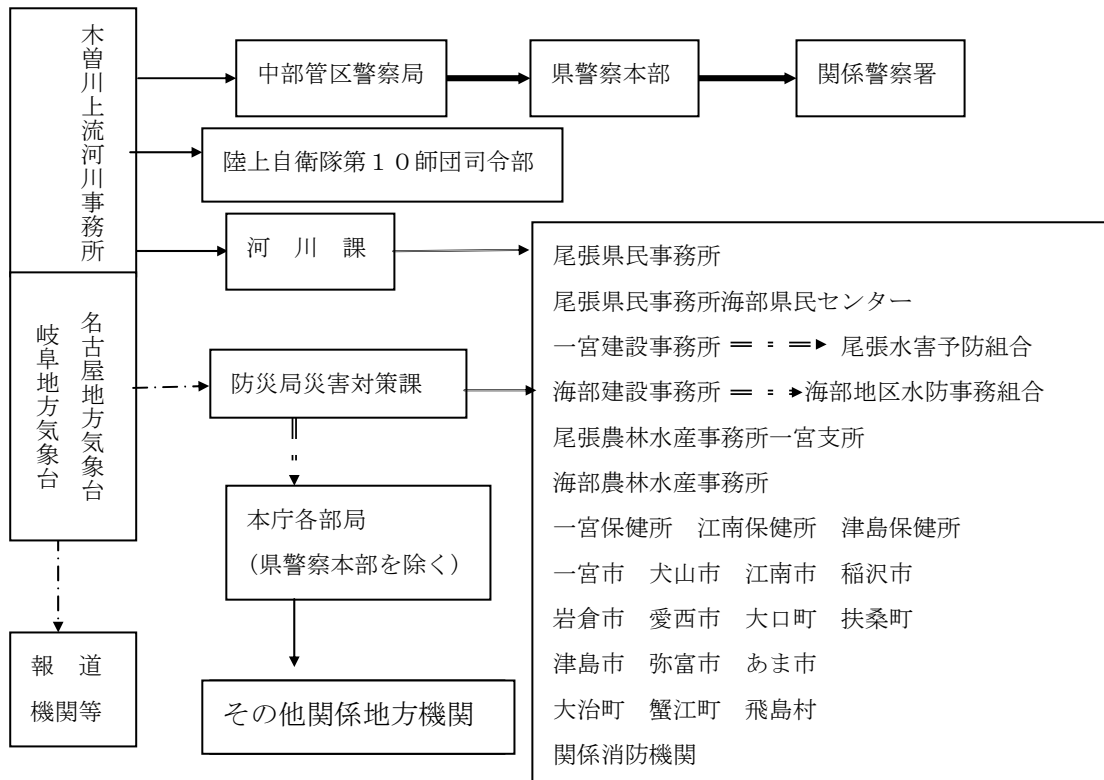 木曽川上流河川事務所
中部管区警察局
県警察本部
関係警察署
陸上自衛隊第１０師団司令部
河　川　課
名古屋地方気象台
岐阜地方気象台
防災局災害対策課
本庁各部局
（県警察本部を除く）
その他関係地方機関
報　道
機関等
尾張県民事務所
尾張県民事務所海部県民センター
一宮建設事務所　尾張水害予防組合
海部建設事務所　海部地区水防事務組合
尾張農林水産事務所一宮支所
海部農林水産事務所
一宮保健所　江南保健所　津島保健所
一宮市　犬山市　江南市　稲沢市
岩倉市　愛西市　大口町　扶桑町
津島市　弥富市　あま市
大治町　蟹江町　飛島村
関係消防機関